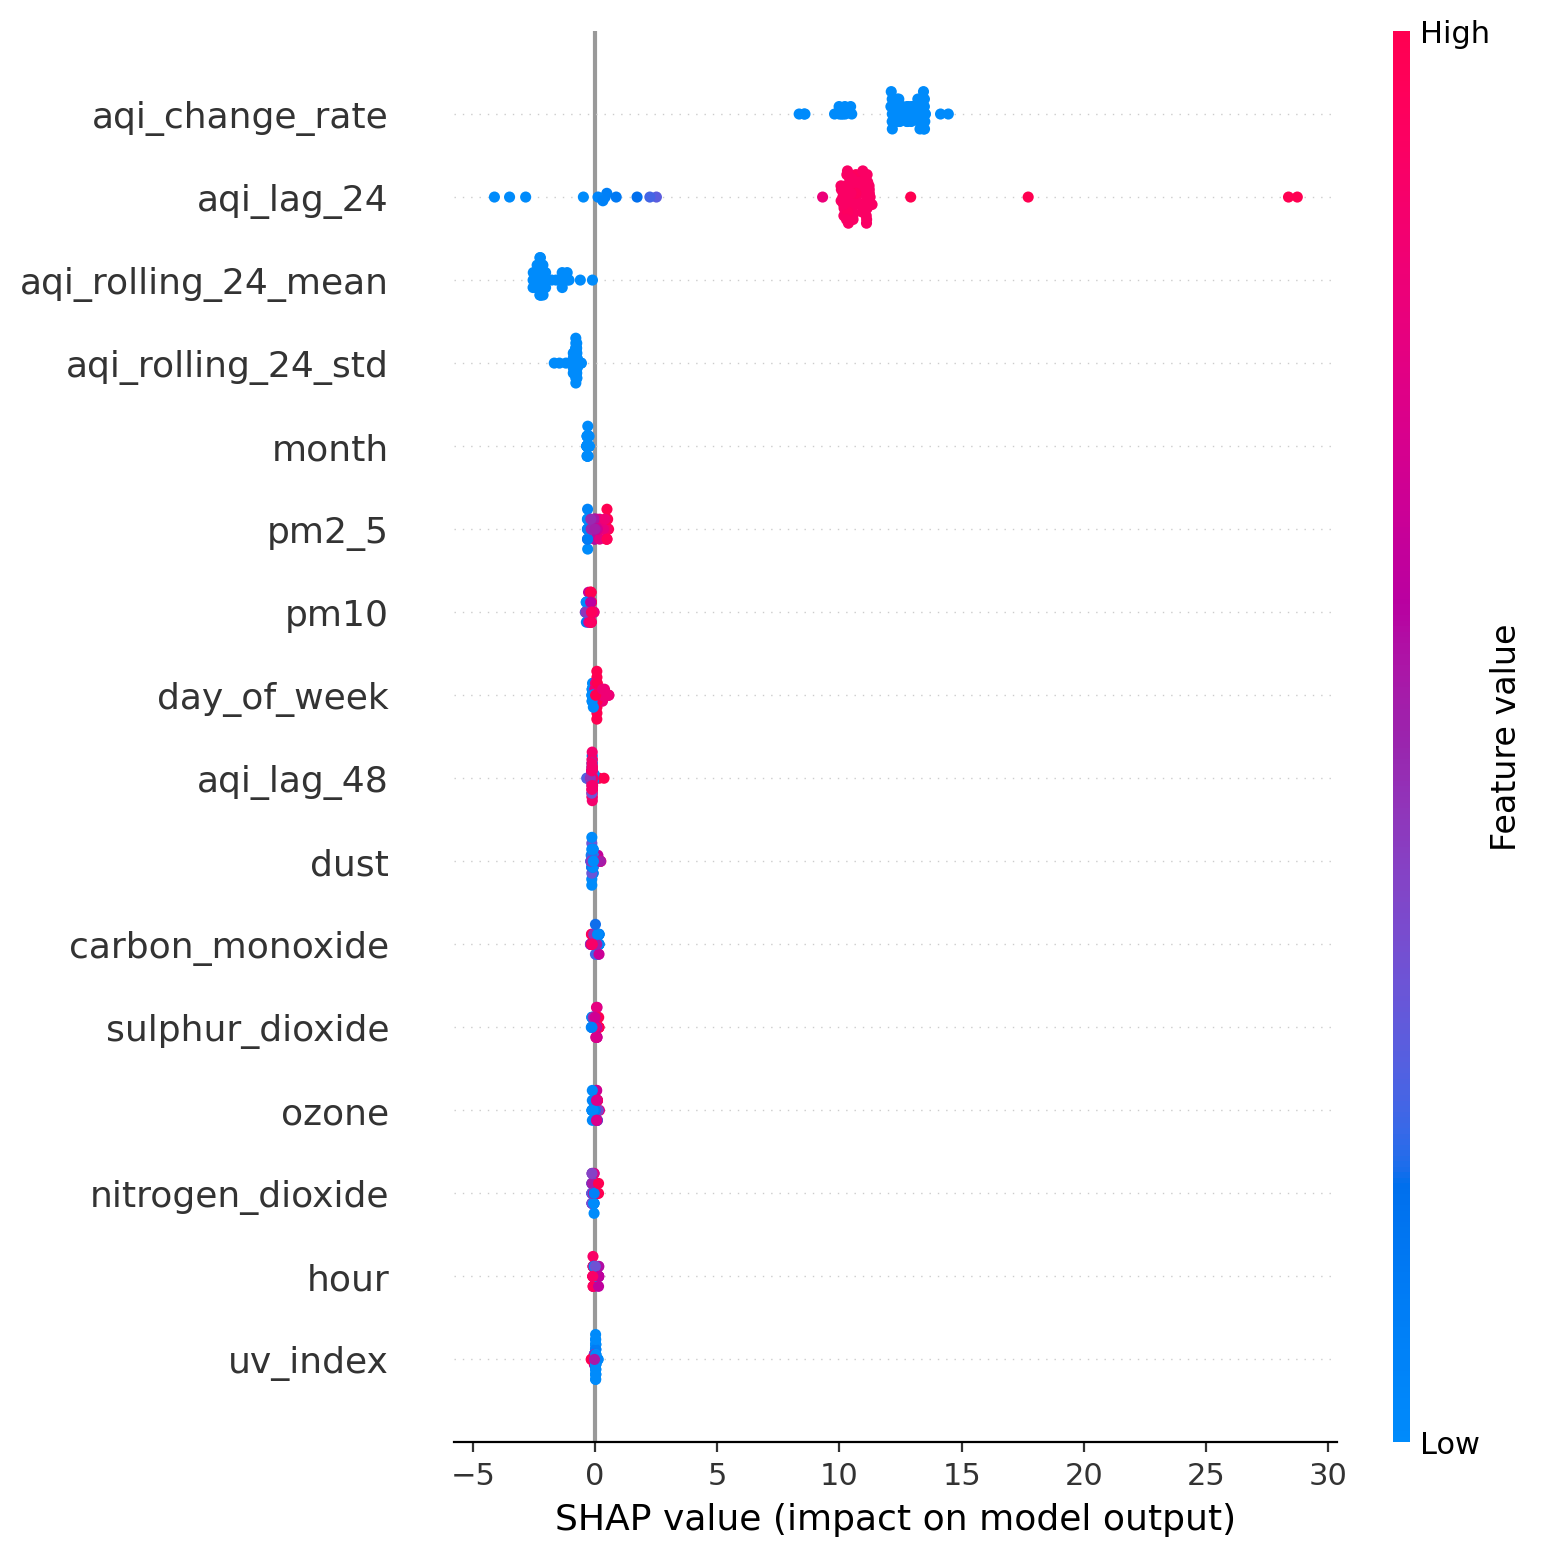 High
aqi_change_rate
aqi_lag_24
aqi_rolling_24_mean
aqi_rolling_24_std
month
pm2_5
pm10
day_of_week
aqi_lag_48
dust
carbon_monoxide
sulphur_dioxide
ozone
nitrogen_dioxide
hour
uv_index
Feature value
Low
−5 0 5 10 15 20 25 30
SHAP value (impact on model output)